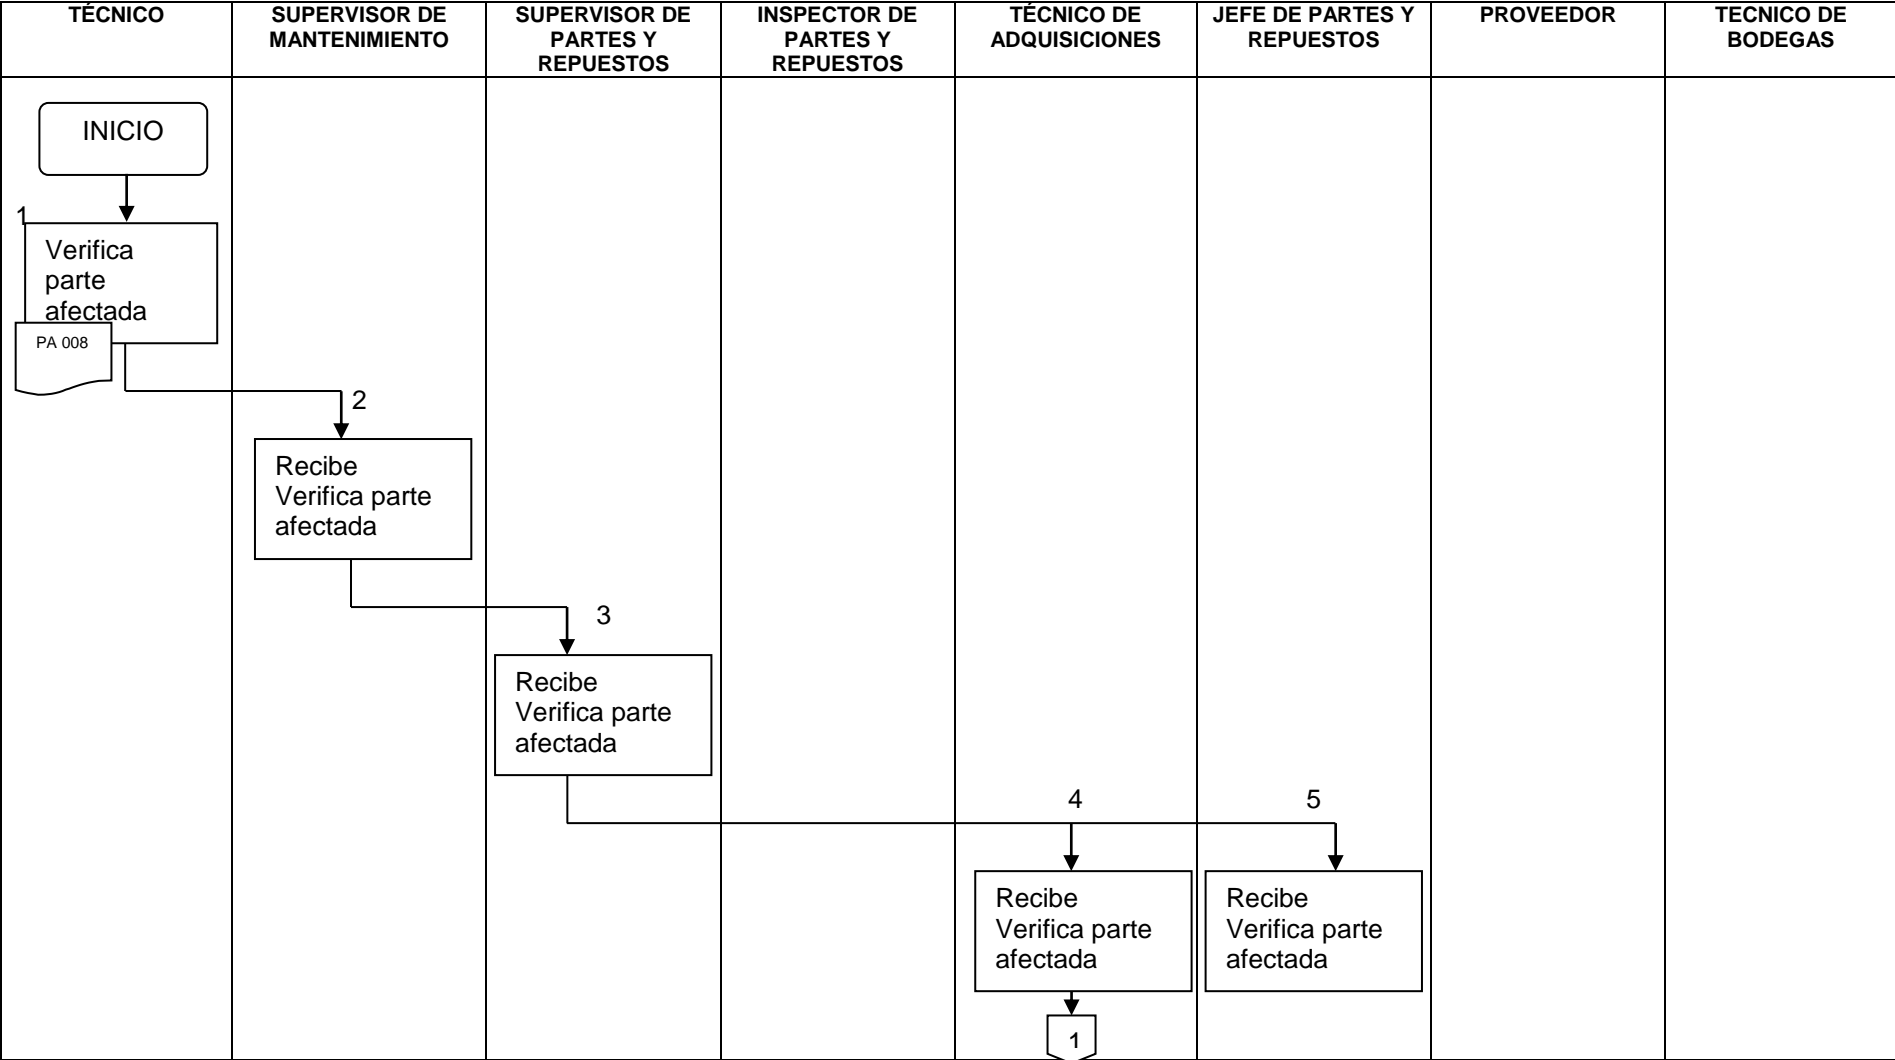 TÉCNICO
SUPERVISOR DE
MANTENIMIENTO
SUPERVISOR DE
PARTES Y
REPUESTOS
INSPECTOR DE
PARTES Y
REPUESTOS
TÉCNICO DE
ADQUISICIONES
JEFE DE PARTES Y
REPUESTOS
PROVEEDOR
TECNICO DE
BODEGAS
INICIO
1
Verifica
parte
afectada
PA 008
2
Recibe
Verifica parte
afectada
3
Recibe
Verifica parte
afectada
4
Recibe
Verifica parte
afectada
5
Recibe
Verifica parte
afectada
1